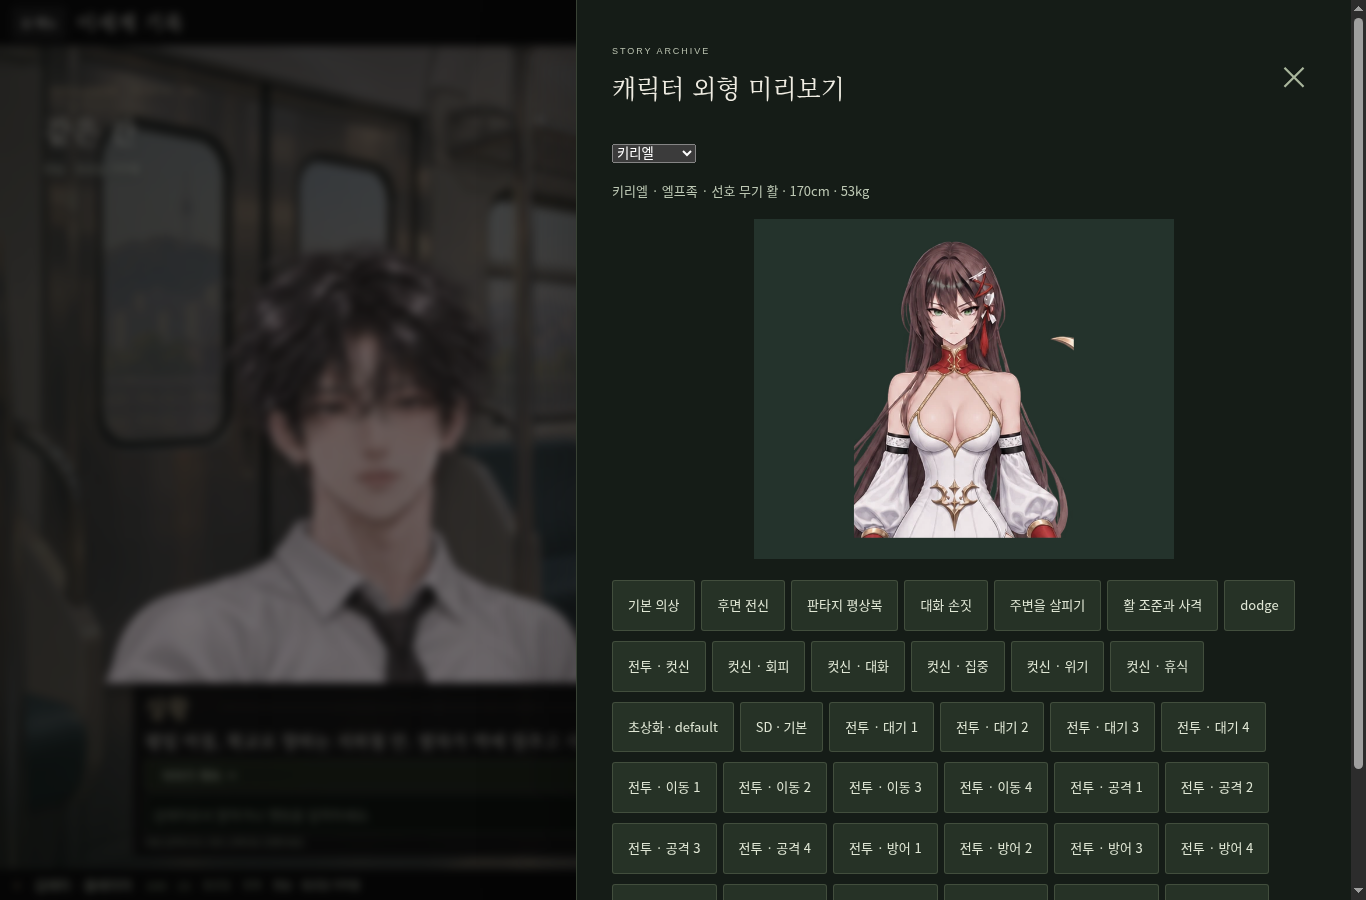 STORY ARCHIVE
캐릭터 외형 미리보기
키리엘
키리엘 · 엘프족 · 선호 무기 활 · 170cm · 53kg
기본 의상 후면 전신 판타지 평상복 대화 손짓 주변을 살피기 활 조준과 사격 dodge
전투 · 컷신 컷신 · 회피 컷신 · 대화 컷신 · 집중 컷신 · 위기 컷신 · 휴식
초상화 · default SD · 기본 전투 · 대기 1 전투 · 대기 2 전투 · 대기 3 전투 · 대기 4
전투 · 이동 1 전투 · 이동 2 전투 · 이동 3 전투 · 이동 4 전투 · 공격 1 전투 · 공격 2
전투 · 공격 3 전투 · 공격 4 전투 · 방어 1 전투 · 방어 2 전투 · 방어 3 전투 · 방어 4